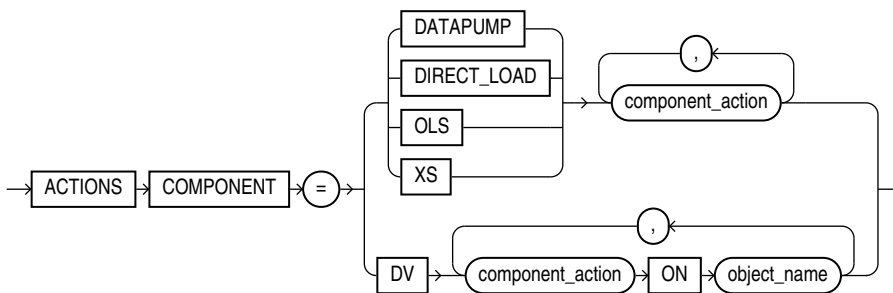 DATAPUMP
,
DIRECT_LOAD
component_action
OLS
XS
ACTIONS COMPONENT =
,
DV component_action ON object_name